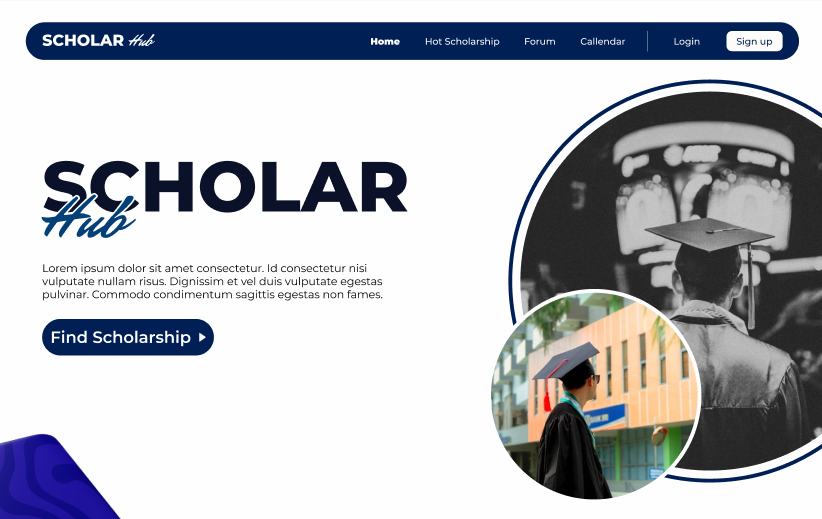 SCHOLAR Hub
Home Hot Scholarship Forum Callendar Login Sign up
SCHOLAR
Hub
Lorem ipsum dolor sit amet consectetur. Id consectetur nisi
vulputate nullam risus. Dignissim et vel duis vulputate egestas
pulvinar. Commodo condimentum sagittis egestas non fames.
Find Scholarship